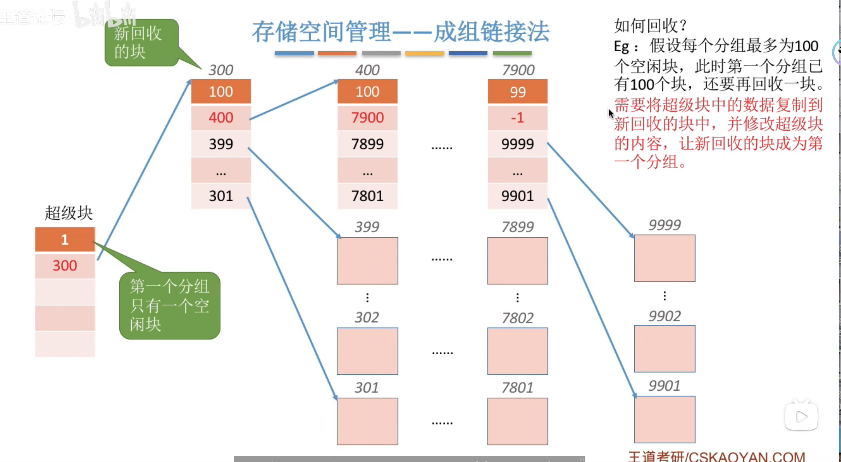 bilibili
存储空间管理——成组链接法
新回收
的块
300
100
400
399
...
301
400
100
7900
7899
...
7801
......
7900
99
-1
9999
...
9901
如何回收？
Eg：假设每个分组最多为100
个空闲块，此时第一个分组已
有100个块，还要再回收一块。
需要将超级块中的数据复制到
新回收的块中，并修改超级块
的内容，让新回收的块成为第
一个分组。
超级块
1
300
第一个分组
只有一个空
闲块
399
......
7899
9999
...
...
...
302
......
7802
9902
301
......
7801
9901
王道考研/CSKAOYAN.COM